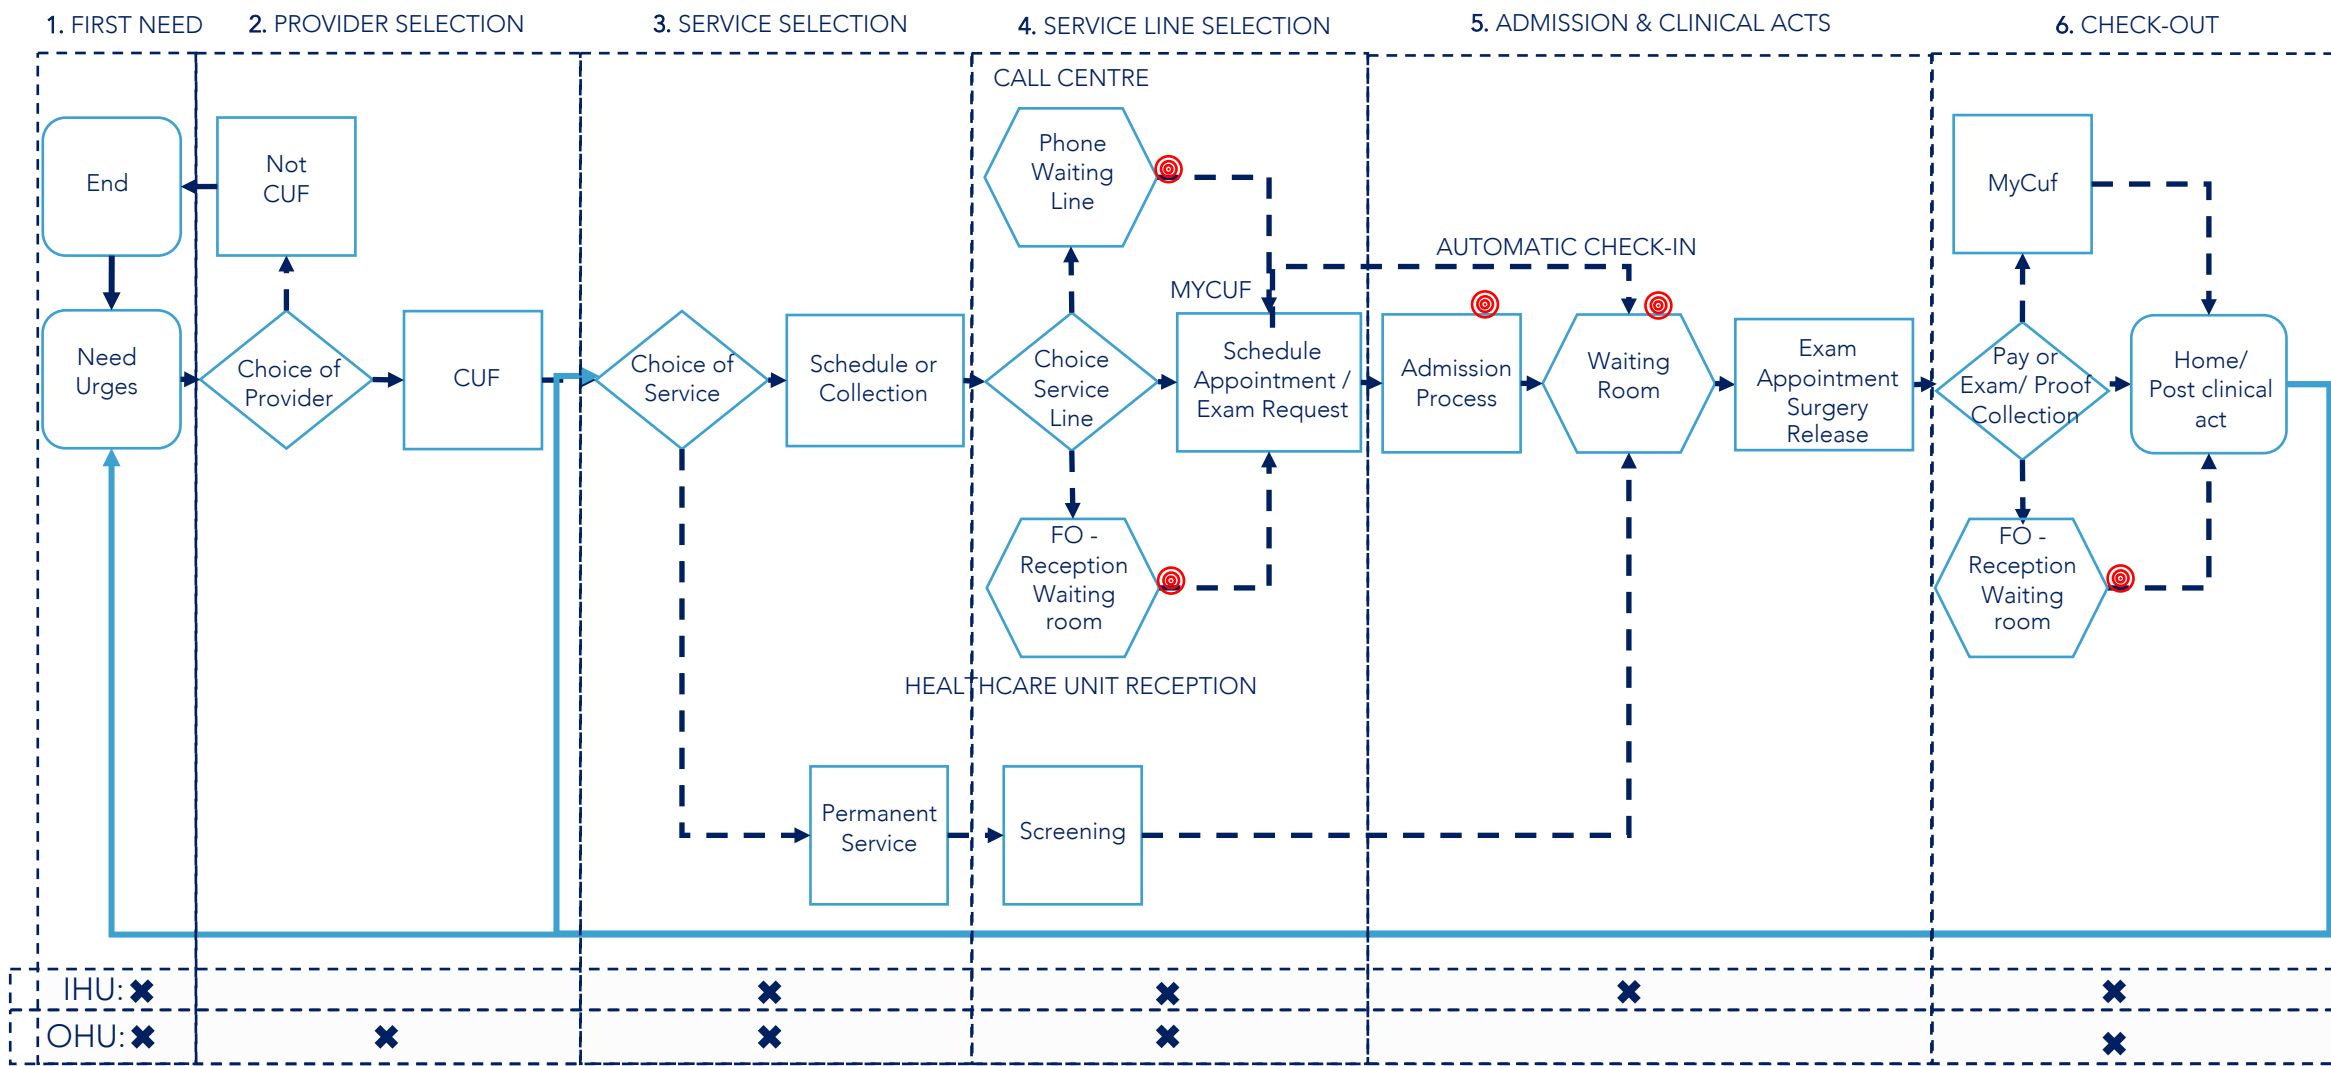 1. FIRST NEED
2. PROVIDER SELECTION
3. SERVICE SELECTION
4. SERVICE LINE SELECTION
5. ADMISSION & CLINICAL ACTS
6. CHECK-OUT
End
Need
Urges
Not
CUF
Choice of
Provider
CUF
Choice of
Service
Schedule or
Collection
Permanent
Service
CALL CENTRE
Phone
Waiting
Line
MYCUF
Choice
Service
Line
Schedule
Appointment /
Exam Request
FO -
Reception
Waiting
room
HEALTHCARE UNIT RECEPTION
Screening
AUTOMATIC CHECK-IN
Admission
Process
Waiting
Room
Exam
Appointment
Surgery
Release
MyCuf
Pay or
Exam/ Proof
Collection
Home/
Post clinical
act
FO -
Reception
Waiting
room
IHU:
OHU: